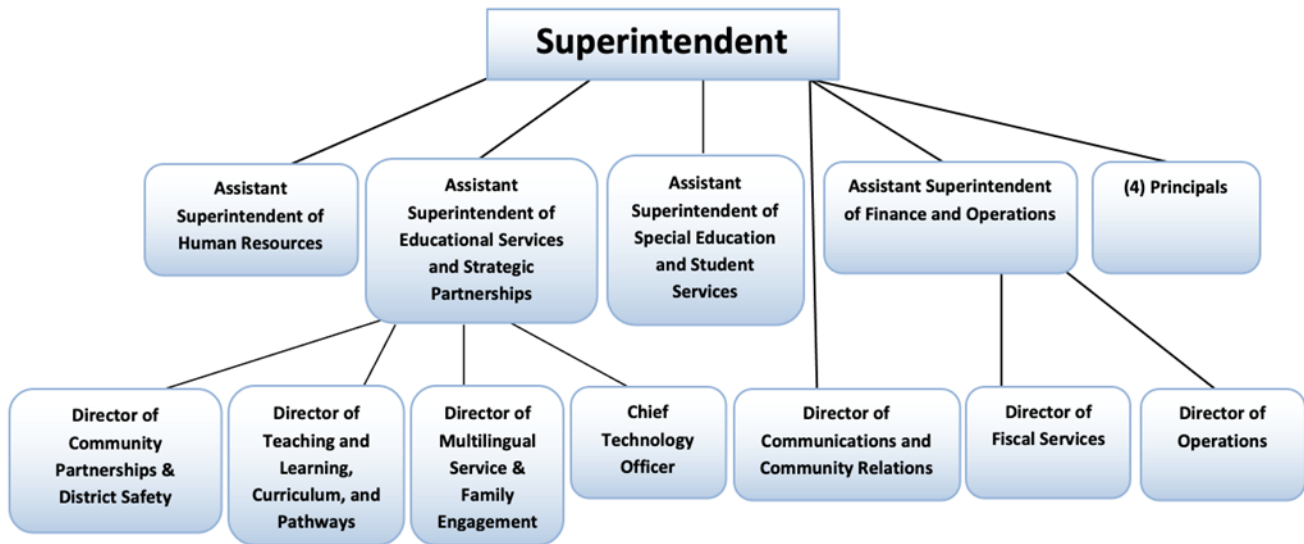 Superintendent
Assistant
Superintendent of
Human Resources
Assistant
Superintendent of
Educational Services
and Strategic
Partnerships
Assistant
Superintendent of
Special Education
and Student
Services
Assistant Superintendent
of Finance and Operations
(4) Principals
Director of
Community
Partnerships &
District Safety
Director of
Teaching and
Learning,
Curriculum, and
Pathways
Director of
Multilingual
Service &
Family
Engagement
Chief
Technology
Officer
Director of
Communications and
Community Relations
Director of
Fiscal Services
Director of
Operations